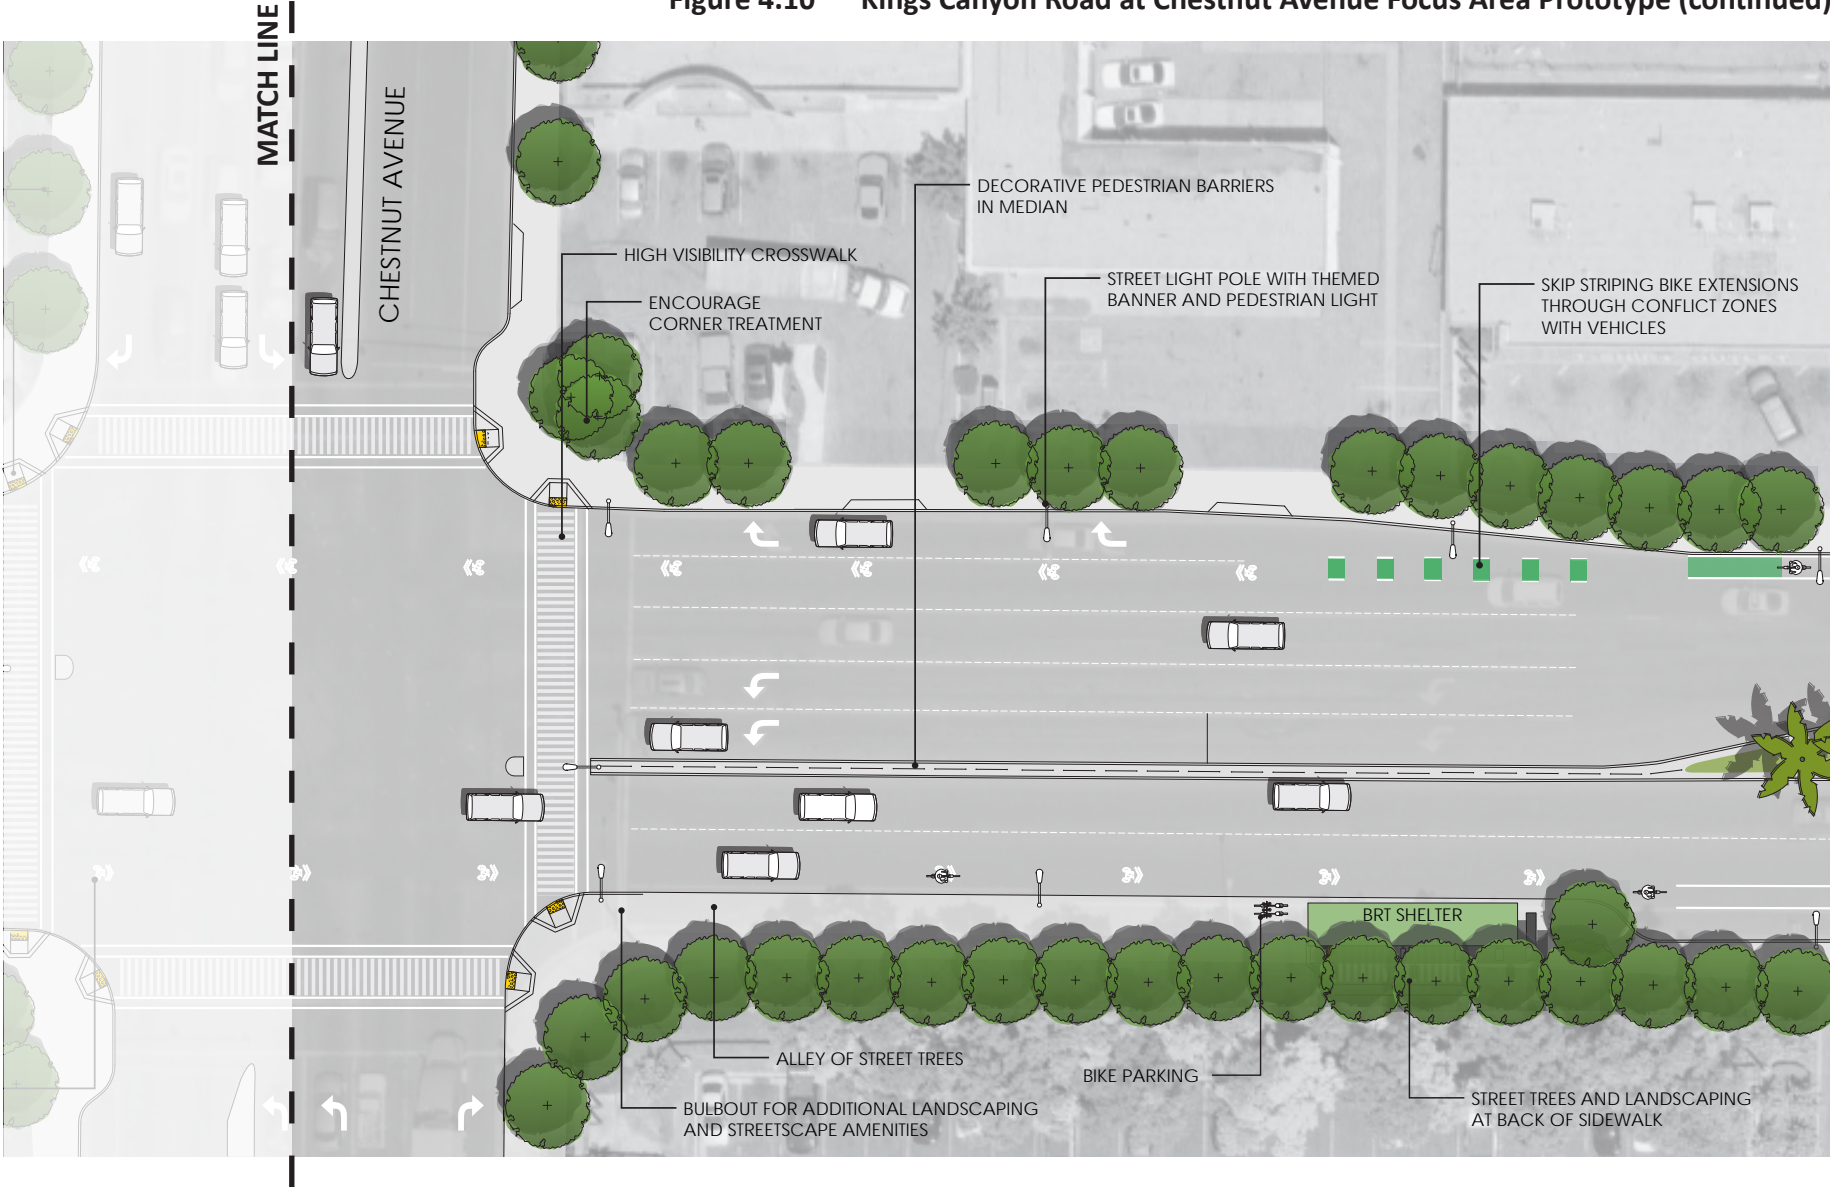 Figure 4.10 Kings Canyon Road at Chestnut Avenue Focus Area Prototype (continued)
MATCH LINE
CHESTNUT AVENUE
DECORATIVE PEDESTRIAN BARRIERS
IN MEDIAN
HIGH VISIBILITY CROSSWALK
ENCOURAGE
CORNER TREATMENT
STREET LIGHT POLE WITH THEMED
BANNER AND PEDESTRIAN LIGHT
SKIP STRIPING BIKE EXTENSIONS
THROUGH CONFLICT ZONES
WITH VEHICLES
BRT SHELTER
ALLEY OF STREET TREES
BIKE PARKING
BULBOUT FOR ADDITIONAL LANDSCAPING
AND STREETSCAPE AMENITIES
STREET TREES AND LANDSCAPING
AT BACK OF SIDEWALK